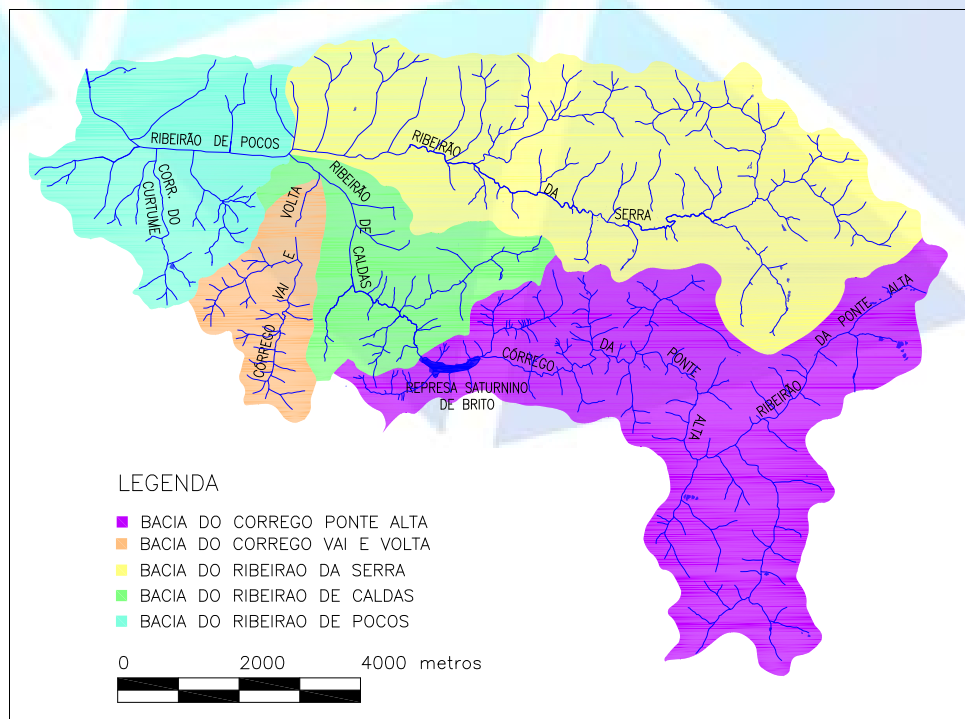 RIBEIRÃO DE POCOS
CORR. DO
CURTUME
RIBEIRÃO
DA
SERRA
RIBEIRÃO
DE
CALDAS
CORREGO
VAI
E
VOLTA
CÓRREGO
DA
PONTE
ALTA
RIBEIRÃO
DA PONTE ALTA
REPRESA SATURNINO
DE BRITO
LEGENDA
BACIA DO CORREGO PONTE ALTA
BACIA DO CORREGO VAI E VOLTA
BACIA DO RIBEIRAO DA SERRA
BACIA DO RIBEIRAO DE CALDAS
BACIA DO RIBEIRAO DE POCOS
0 2000 4000 metros